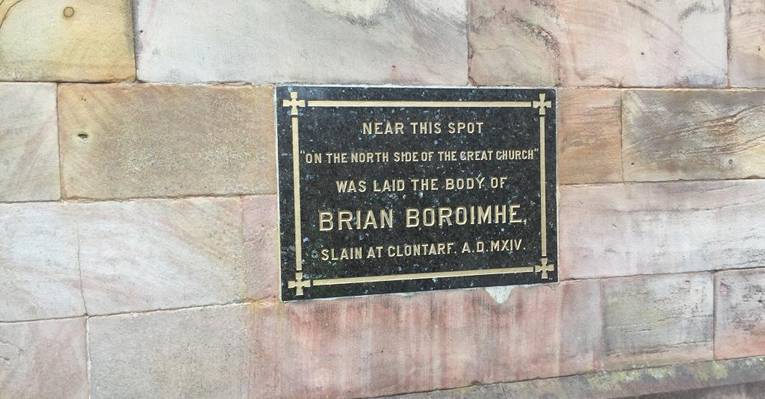 NEAR THIS SPOT
"ON THE NORTH SIDE OF THE GREAT CHURCH"
WAS LAID THE BODY OF
BRIAN BOROIMHE,
SLAIN AT CLONTARF. A.D. MXIV.